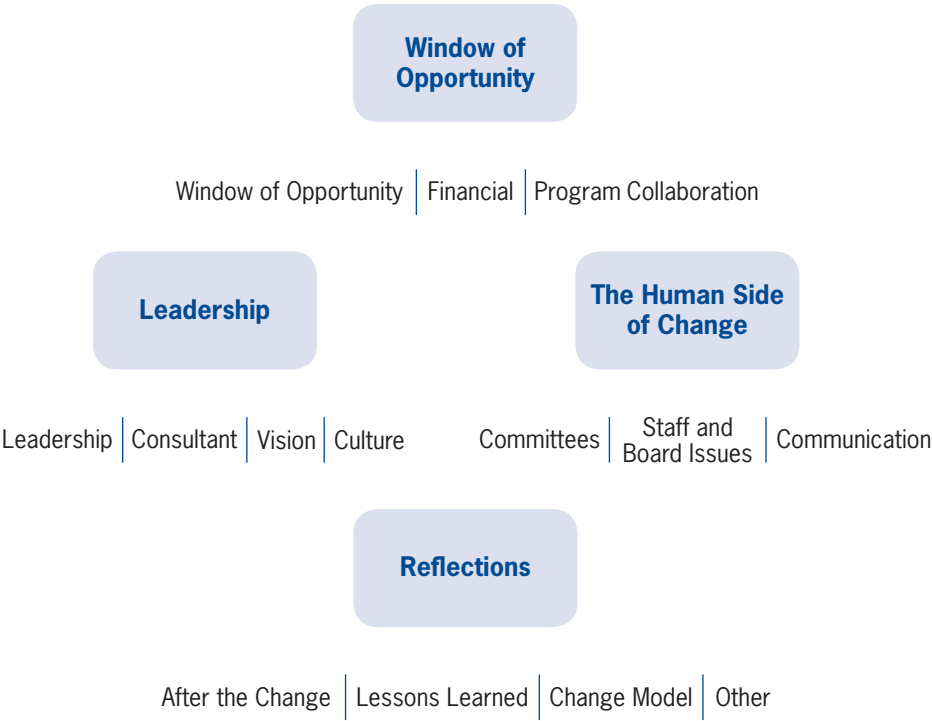 Window of
Opportunity
Window of Opportunity | Financial | Program Collaboration
Leadership
The Human Side
of Change
Leadership | Consultant | Vision | Culture
Committees | Staff and
Board Issues | Communication
Reflections
After the Change | Lessons Learned | Change Model | Other